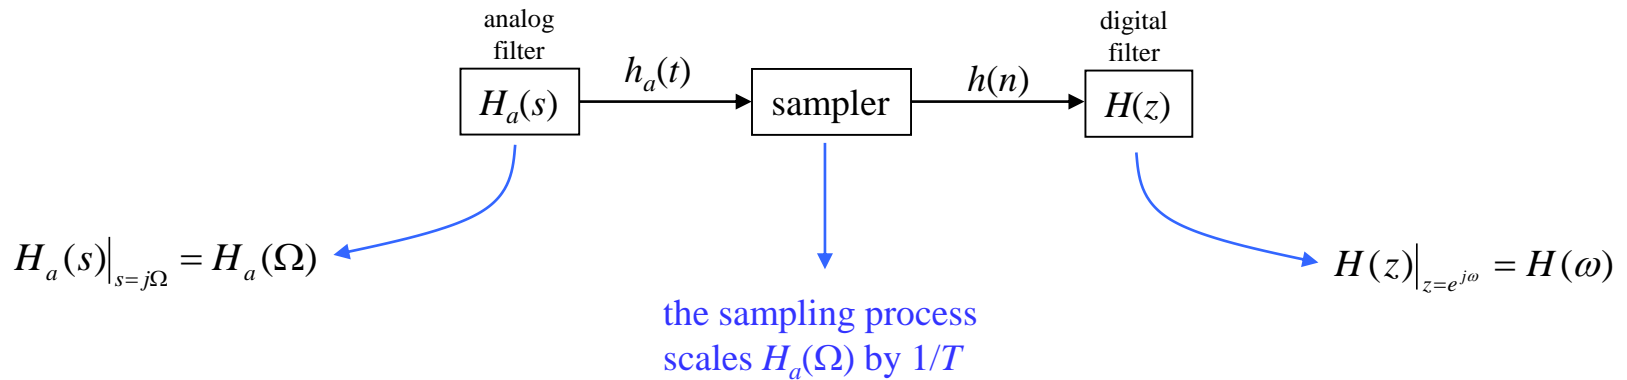 analog
filter
digital
filter
H_a(s)
h_a(t)
sampler
h(n)
H(z)
H_a(s)|_{s=jΩ} = H_a(Ω)
H(z)|_{z=e^{jω}} = H(ω)
the sampling process
scales H_a(Ω) by 1/T